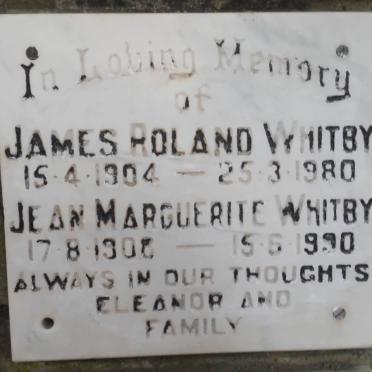 In Loving Memory
of
JAMES ROLAND WHITBY
15·4·1904 — 25·3·1980
JEAN MARGUERITE WHITBY
17·8·1908 — 15·6·1990
ALWAYS IN OUR THOUGHTS
ELEANOR AND
FAMILY